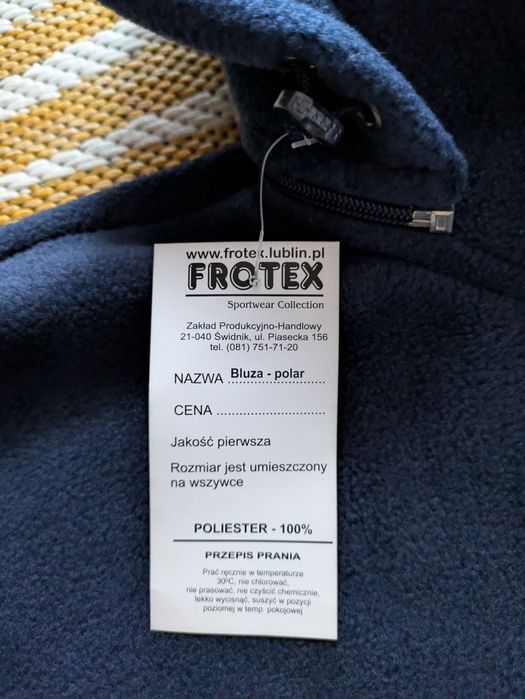 www.frotex.lublin.pl
FROTEX
Sportwear Collection
Zakład Produkcyjno-Handlowy
21-040 Świdnik, ul. Piasecka 156
tel. (081) 751-71-20
NAZWA Bluza - polar
CENA
Jakość pierwsza
Rozmiar jest umieszczony
na wszywce
POLIESTER - 100%
PRZEPIS PRANIA
Prać ręcznie w temperaturze
30°C, nie chlorować,
nie prasować, nie czyścić chemicznie,
lekko wycisnąć, suszyć w pozycji
poziomej w temp. pokojowej